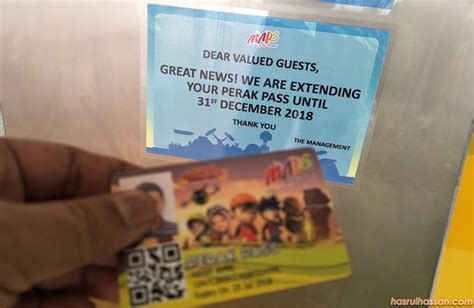 MAPS
DEAR VALUED GUESTS,
GREAT NEWS! WE ARE EXTENDING
YOUR PERAK PASS UNTIL
31ST DECEMBER 2018
THANK YOU
THE MANAGEMENT
MAPS
PERAK PASS
hasrulhassan.com